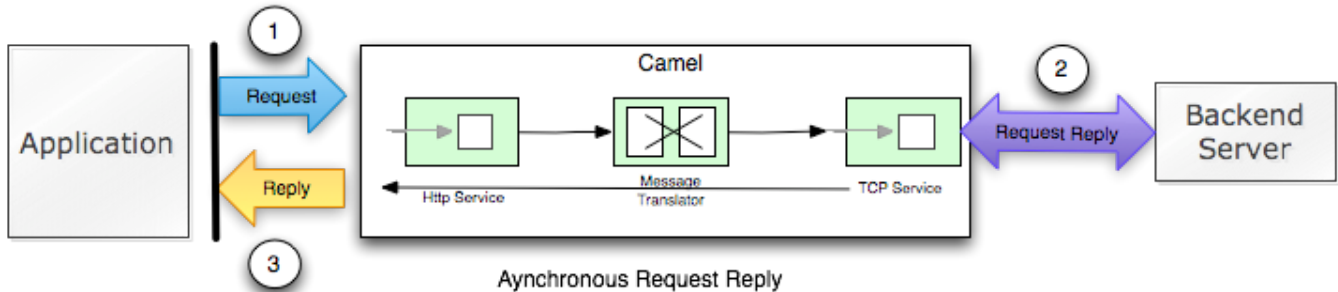 1
2
Camel
Request
Application
Request Reply
Backend
Server
Reply
Http Service
Message
Translator
TCP Service
3
Aynchronous Request Reply